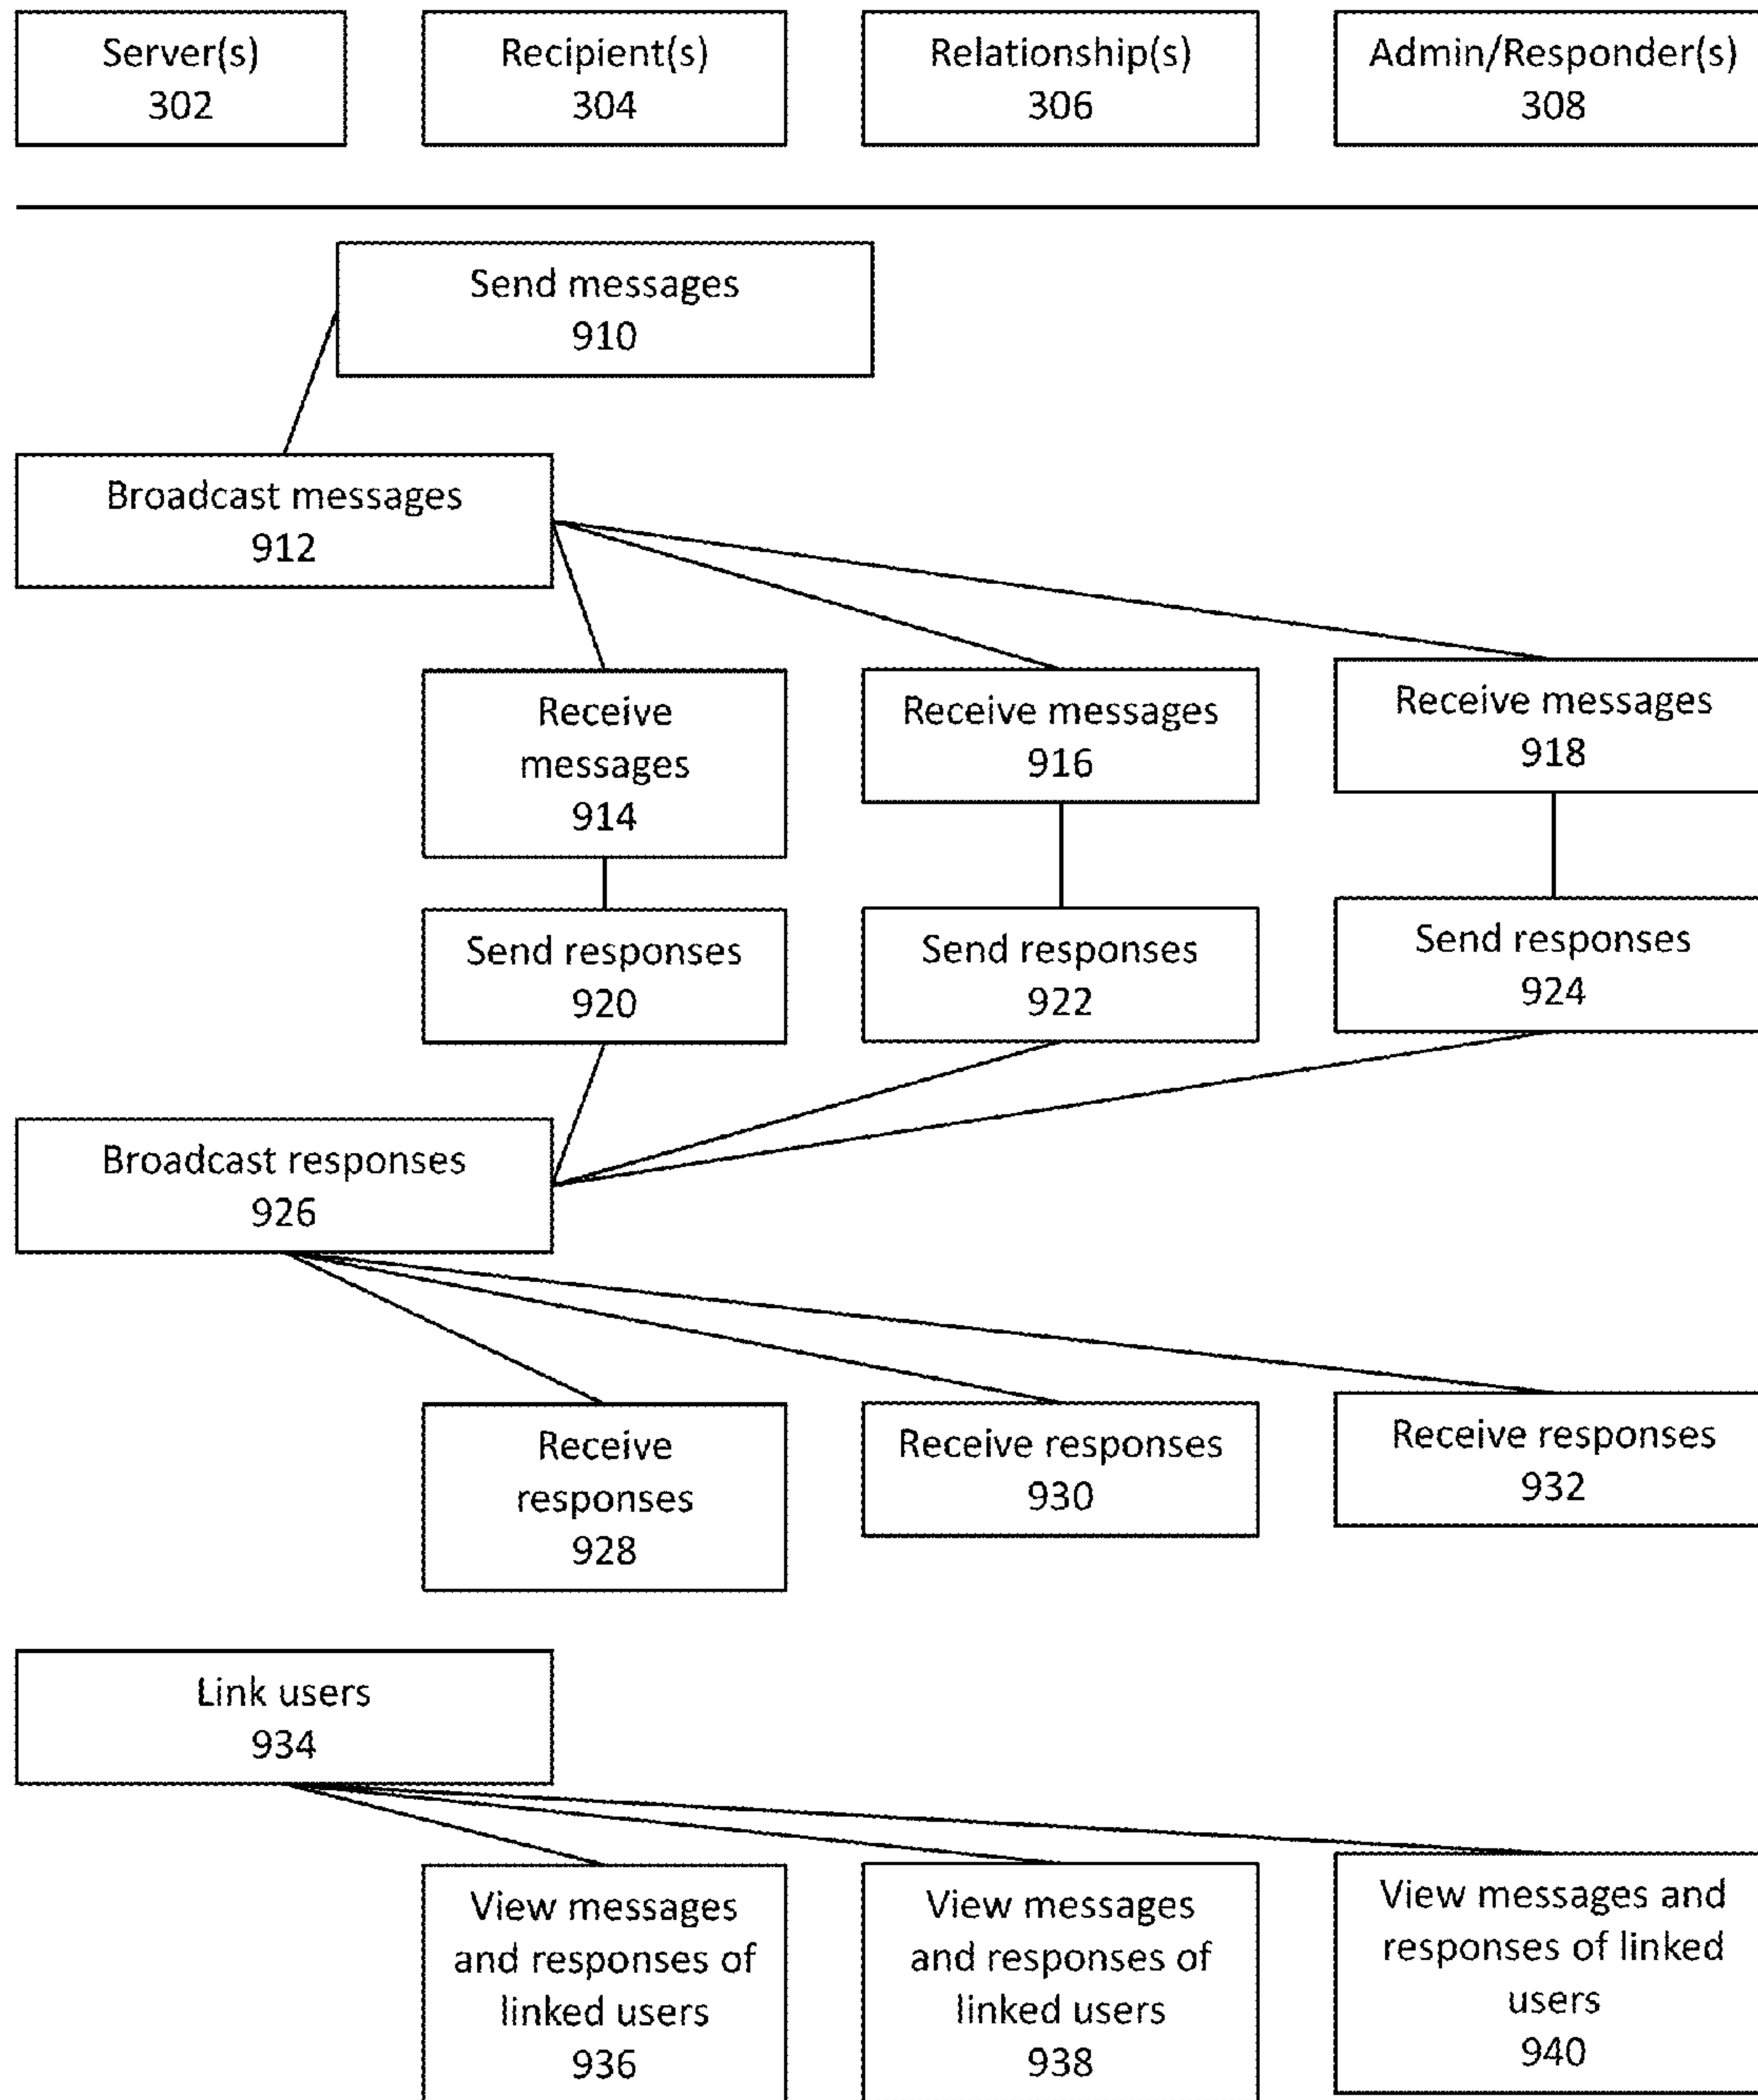 Server(s)
302
Recipient(s)
304
Relationship(s)
306
Admin/Responder(s)
308
Send messages
910
Broadcast messages
912
Receive
messages
914
Receive messages
916
Receive messages
918
Send responses
920
Send responses
922
Send responses
924
Broadcast responses
926
Receive
responses
928
Receive responses
930
Receive responses
932
Link users
934
View messages
and responses of
linked users
936
View messages
and responses of
linked users
938
View messages and
responses of linked
users
940